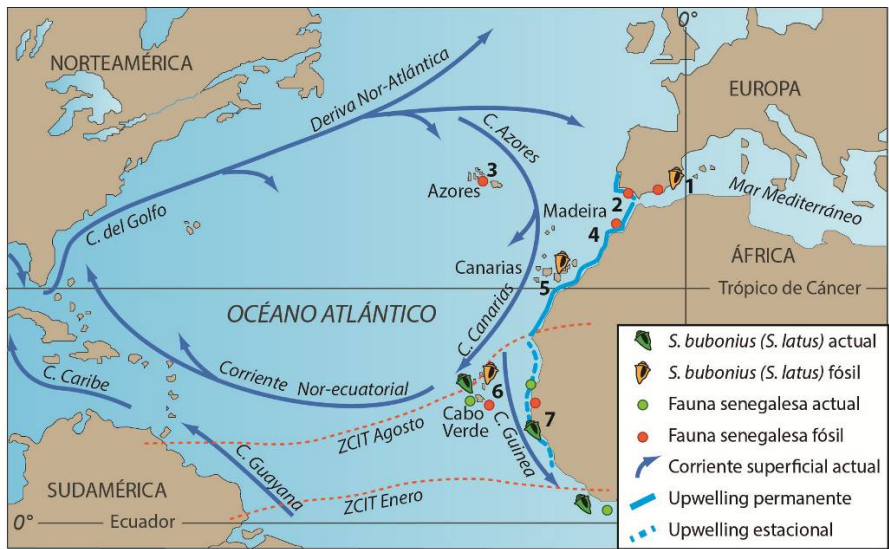 0°
NORTEAMÉRICA
EUROPA
Deriva Nor-Atlántica
C. Azores
3
Azores
1
2
Mar Mediterráneo
Madeira
4
C. del Golfo
ÁFRICA
Canarias
5
Trópico de Cáncer
OCÉANO ATLÁNTICO
C. Canarias
C. Caribe
Corriente Nor-ecuatorial
6
Cabo
Verde
7
ZCIT Agosto
C. Guinea
C. Guayana
SUDAMÉRICA
ZCIT Enero
0°
Ecuador
S. bubonius (S. latus) actual
S. bubonius (S. latus) fósil
Fauna senegalesa actual
Fauna senegalesa fósil
Corriente superficial actual
Upwelling permanente
Upwelling estacional